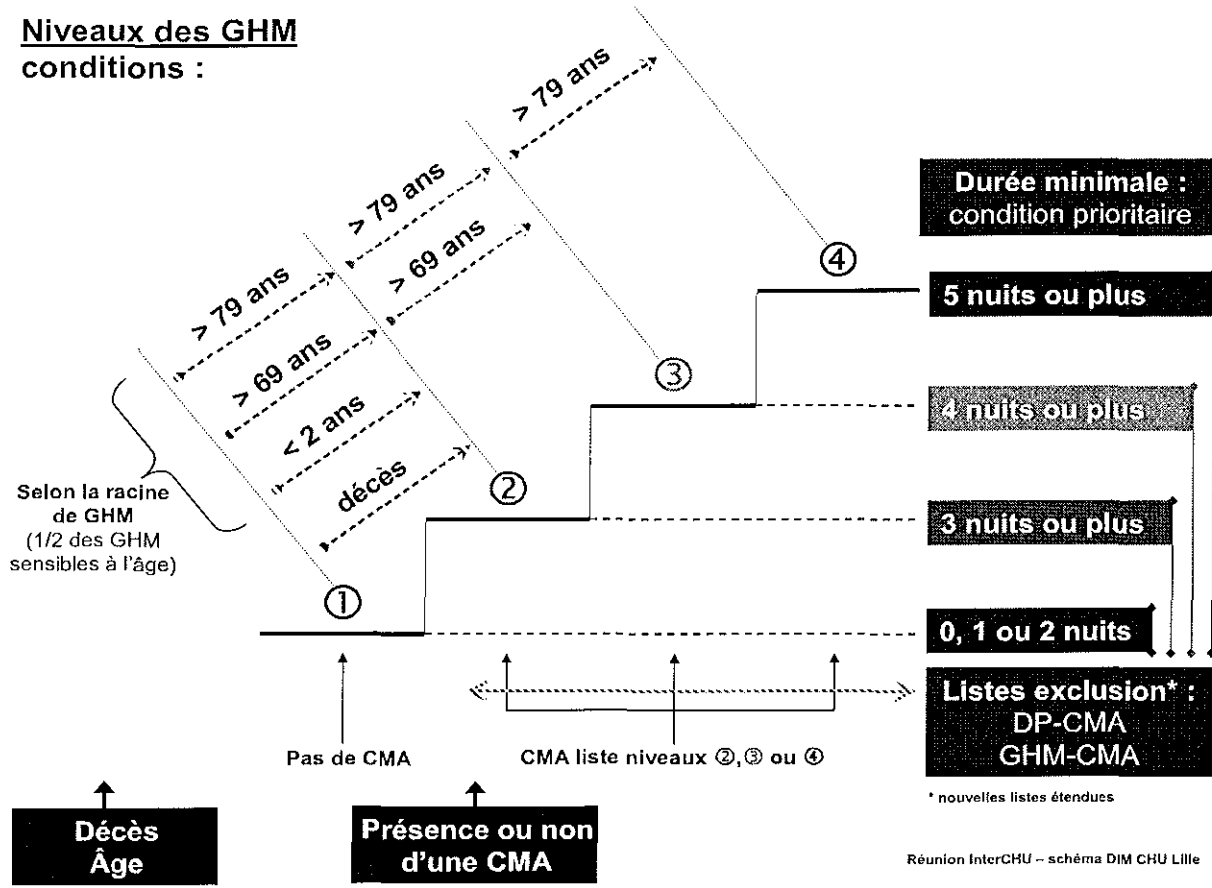 Niveaux des GHM
conditions :
> 79 ans
> 79 ans
> 69 ans
> 79 ans
> 69 ans
< 2 ans
décès
Selon la racine
de GHM
(1/2 des GHM
sensibles à l'âge)
①
②
③
④
Durée minimale :
condition prioritaire
5 nuits ou plus
4 nuits ou plus
3 nuits ou plus
0, 1 ou 2 nuits
Listes exclusion* :
DP-CMA
GHM-CMA
* nouvelles listes étendues
Pas de CMA
CMA liste niveaux ②,③ ou ④
Décès
Âge
Présence ou non
d'une CMA
Réunion InterCHU – schéma DIM CHU Lille